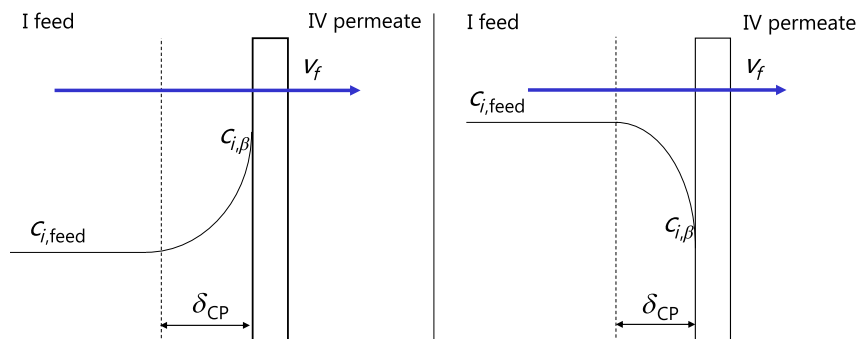 I feed
IV permeate
v_f
c_i,β
c_i,feed
δ_CP
I feed
IV permeate
v_f
c_i,feed
c_i,β
δ_CP